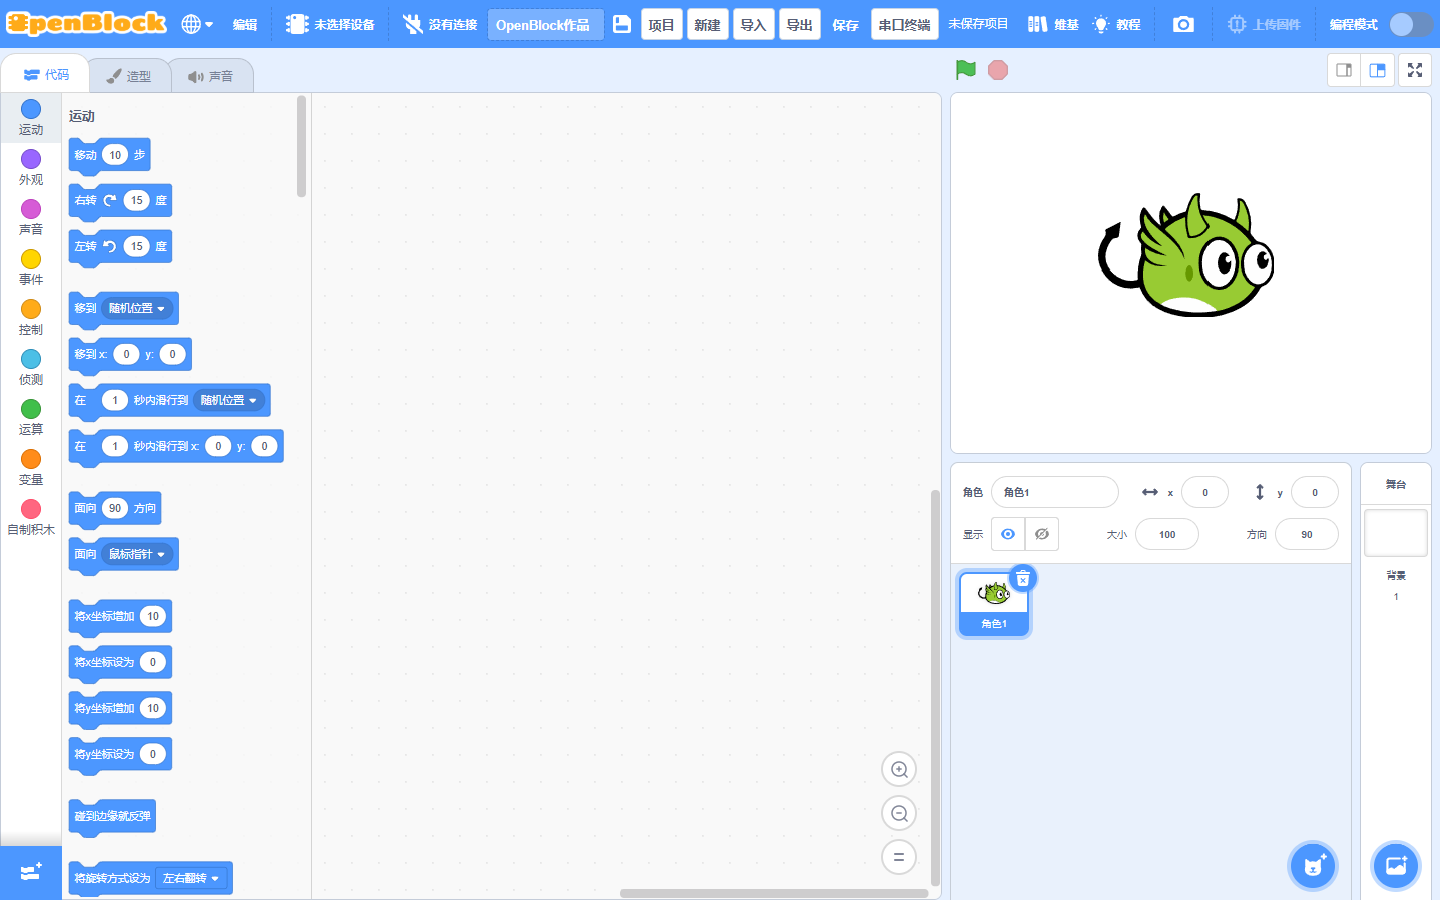 OpenBlock 编辑 未选择设备 没有连接 OpenBlock作品 项目 新建 导入 导出 保存 串口终端 未保存项目 维基 教程 上传固件 编程模式
代码 造型 声音
运动
外观
声音
事件
控制
侦测
运算
变量
自制积木
运动
移动 10 步
右转 15 度
左转 15 度
移到 随机位置
移到 x: 0 y: 0
在 1 秒内滑行到 随机位置
在 1 秒内滑行到 x: 0 y: 0
面向 90 方向
面向 鼠标指针
将x坐标增加 10
将x坐标设为 0
将y坐标增加 10
将y坐标设为 0
碰到边缘就反弹
将旋转方式设为 左右翻转
角色 角色1 x 0 y 0
显示 大小 100 方向 90
角色1
舞台
背景
1